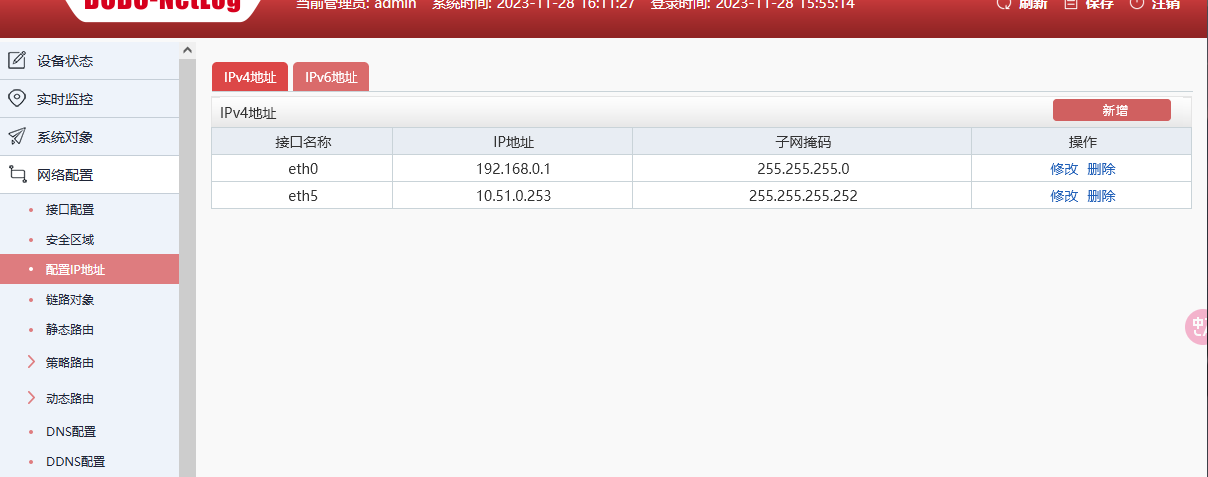 DCBC-NetLog 当前管理员: admin 系统时间: 2023-11-28 16:11:27 登录时间: 2023-11-28 15:55:14 刷新 保存 注销
设备状态
实时监控
系统对象
网络配置
接口配置
安全区域
配置IP地址
链路对象
静态路由
策略路由
动态路由
DNS配置
DDNS配置
IPv4地址 IPv6地址
IPv4地址 新增
接口名称 IP地址 子网掩码 操作
eth0 192.168.0.1 255.255.255.0 修改 删除
eth5 10.51.0.253 255.255.255.252 修改 删除
中